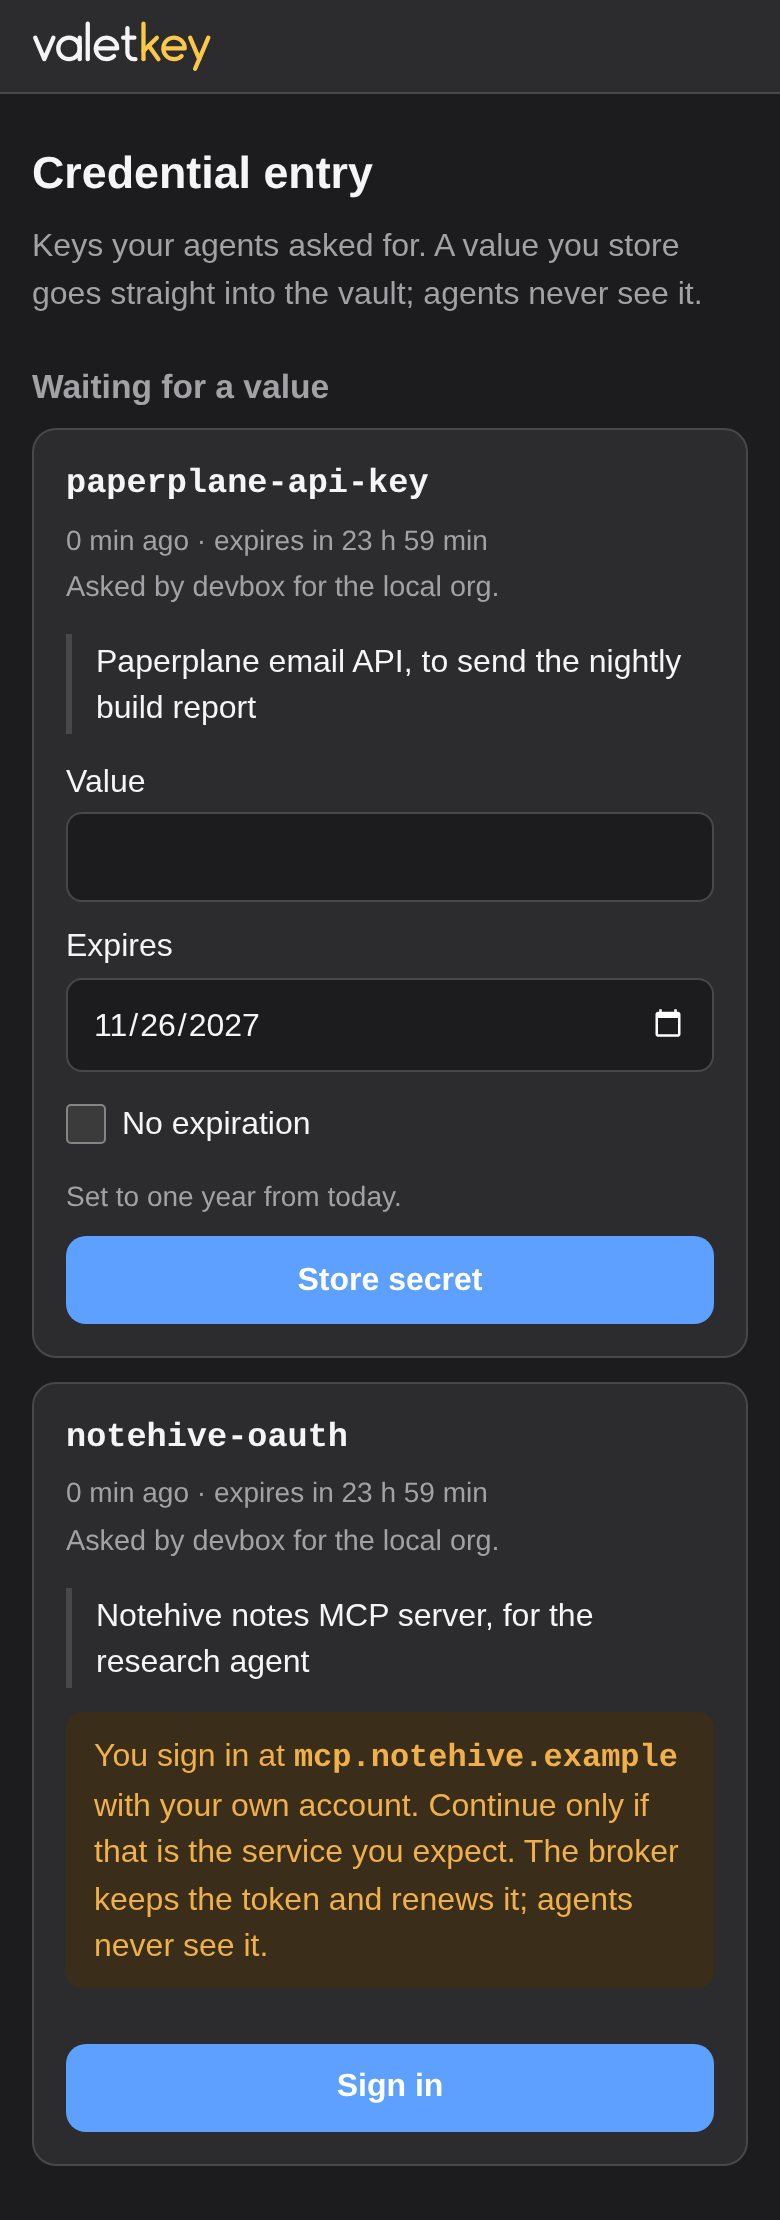 valetkey
Credential entry
Keys your agents asked for. A value you store
goes straight into the vault; agents never see it.
Waiting for a value
paperplane-api-key
0 min ago · expires in 23 h 59 min
Asked by devbox for the local org.
Paperplane email API, to send the nightly
build report
Value
Expires
11/26/2027
No expiration
Set to one year from today.
Store secret
notehive-oauth
0 min ago · expires in 23 h 59 min
Asked by devbox for the local org.
Notehive notes MCP server, for the
research agent
You sign in at mcp.notehive.example
with your own account. Continue only if
that is the service you expect. The broker
keeps the token and renews it; agents
never see it.
Sign in